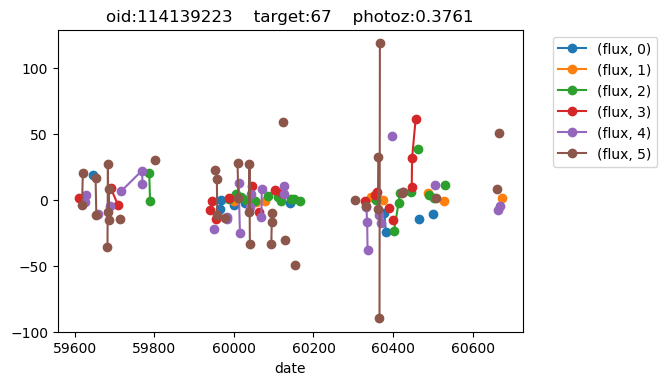 oid:114139223 target:67 photoz:0.3761
100
50
0
−50
−100
59600 59800 60000 60200 60400 60600
date
(flux, 0)
(flux, 1)
(flux, 2)
(flux, 3)
(flux, 4)
(flux, 5)